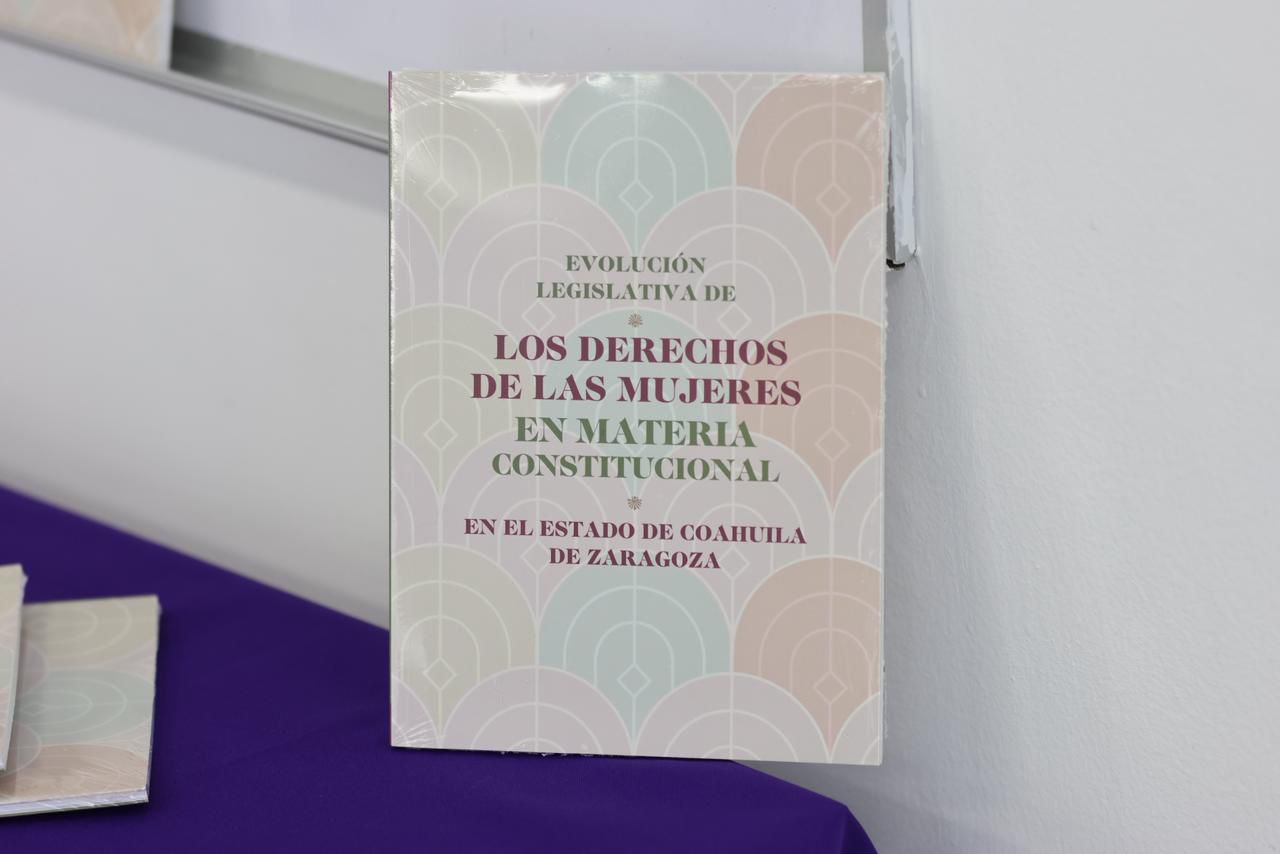 EVOLUCIÓN
LEGISLATIVA DE
LOS DERECHOS
DE LAS MUJERES
EN MATERIA
CONSTITUCIONAL
EN EL ESTADO DE COAHUILA
DE ZARAGOZA